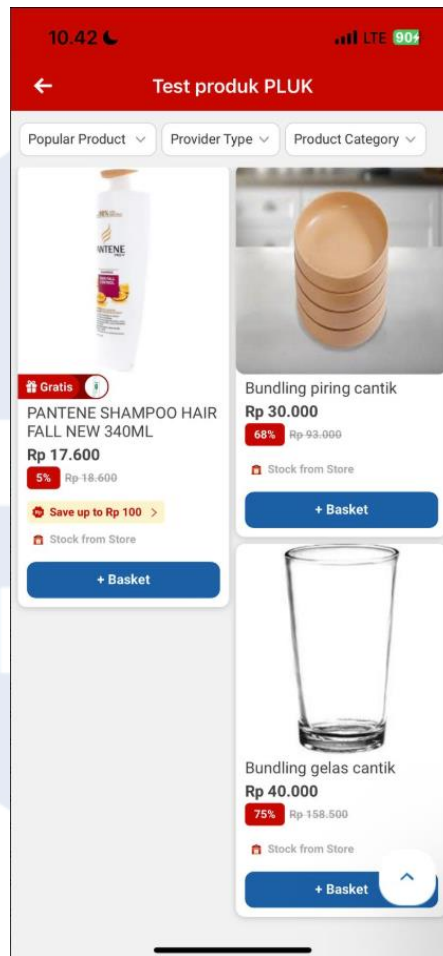 10.42
LTE 90
Test produk PLUK
Popular Product
Provider Type
Product Category
PANTENE
Gratis
PANTENE SHAMPOO HAIR
FALL NEW 340ML
Rp 17.600
5% Rp 18.600
Save up to Rp 100 >
Stock from Store
+ Basket
Bundling piring cantik
Rp 30.000
68% Rp 93.000
Stock from Store
+ Basket
Bundling gelas cantik
Rp 40.000
75% Rp 158.500
Stock from Store
+ Basket